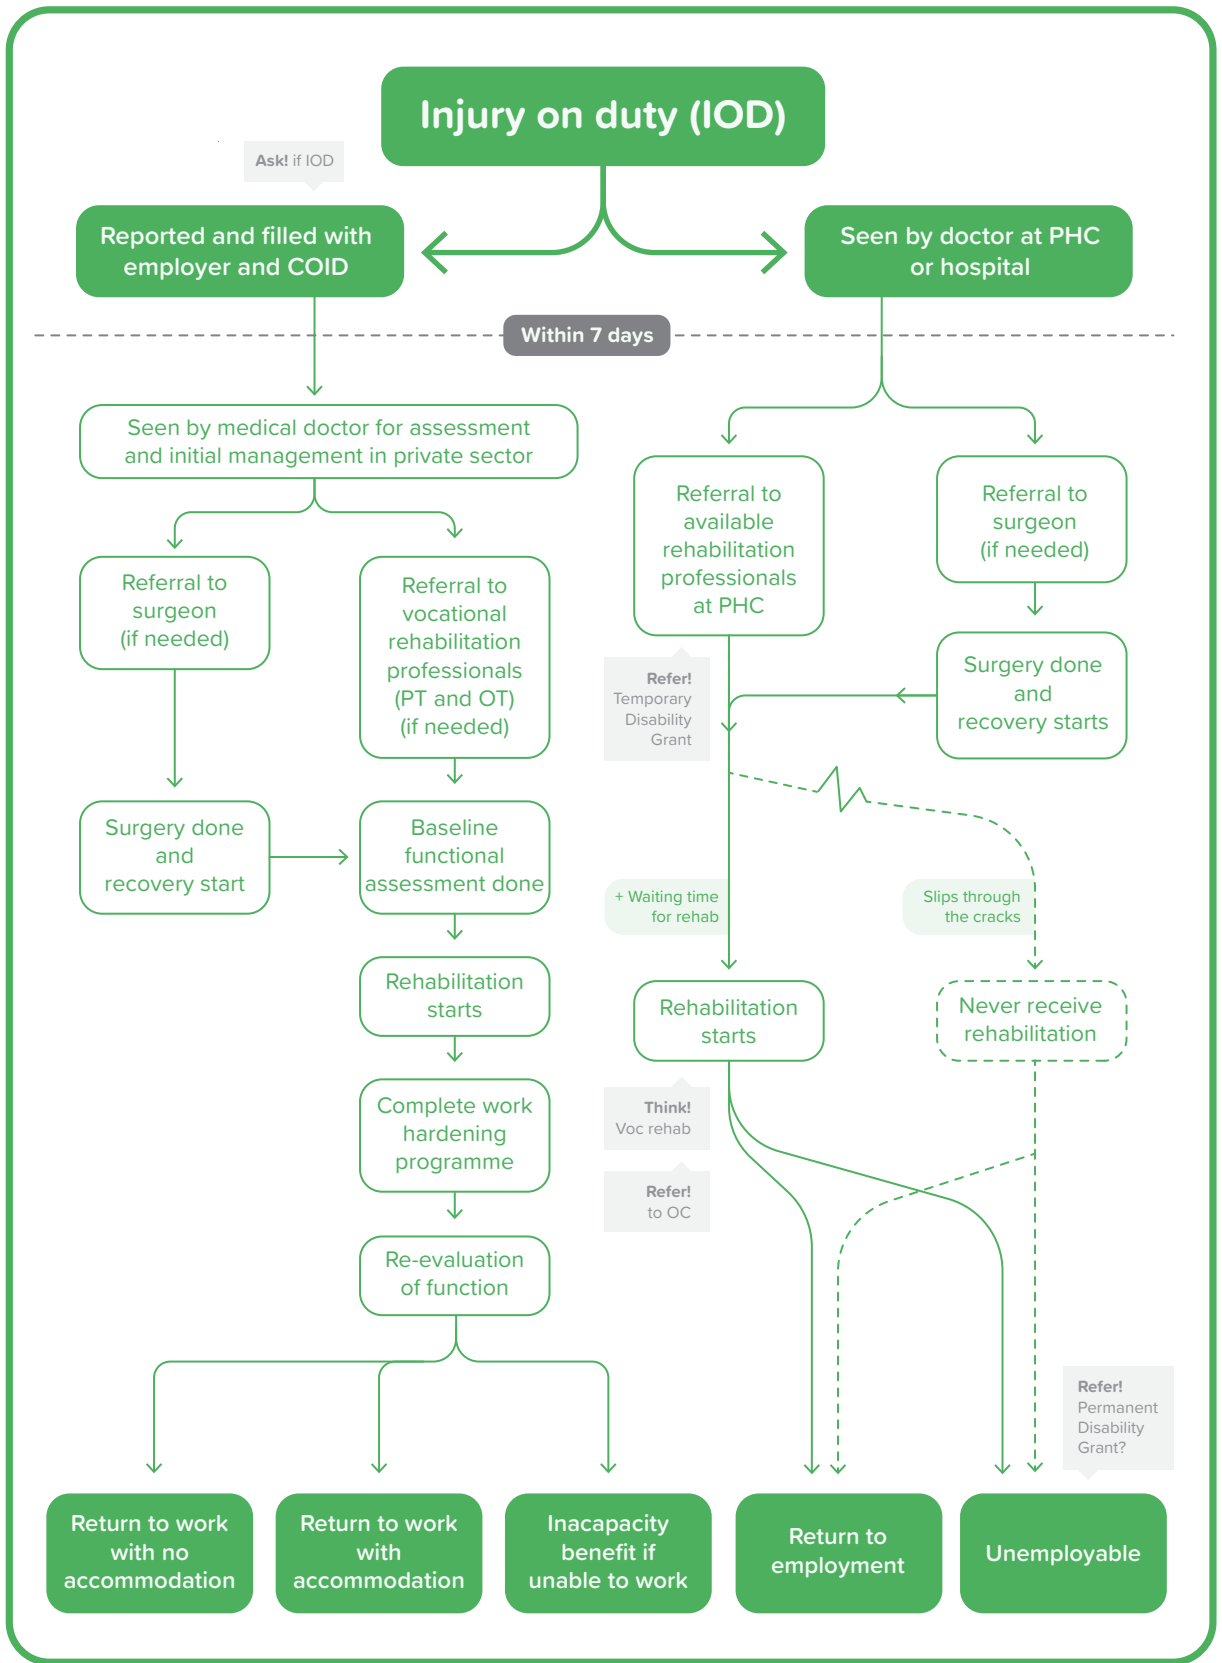 Injury on duty (IOD)
Ask! if IOD
Reported and filled with
employer and COID
Seen by doctor at PHC
or hospital
Within 7 days
Seen by medical doctor for assessment
and initial management in private sector
Referral to
surgeon
(if needed)
Referral to
vocational
rehabilitation
professionals
(PT and OT)
(if needed)
Referral to
available
rehabilitation
professionals
at PHC
Referral to
surgeon
(if needed)
Refer!
Temporary
Disability
Grant
Surgery done
and
recovery starts
Surgery done
and
recovery start
Baseline
functional
assessment done
+ Waiting time
for rehab
Slips through
the cracks
Rehabilitation
starts
Rehabilitation
starts
Never receive
rehabilitation
Complete work
hardening
programme
Think!
Voc rehab
Refer!
to OC
Re-evaluation
of function
Refer!
Permanent
Disability
Grant?
Return to work
with no
accommodation
Return to work
with
accommodation
Inacapacity
benefit if
unable to work
Return to
employment
Unemployable